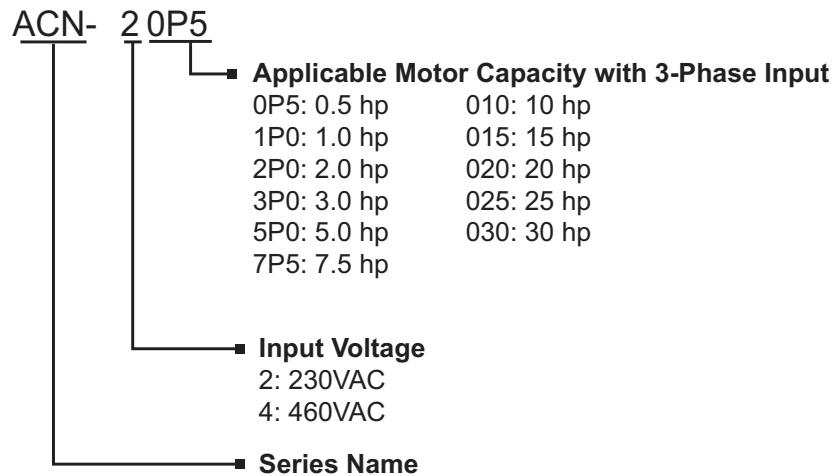 ACN- 2 0P5
Applicable Motor Capacity with 3-Phase Input
0P5: 0.5 hp 010: 10 hp
1P0: 1.0 hp 015: 15 hp
2P0: 2.0 hp 020: 20 hp
3P0: 3.0 hp 025: 25 hp
5P0: 5.0 hp 030: 30 hp
7P5: 7.5 hp
Input Voltage
2: 230VAC
4: 460VAC
Series Name